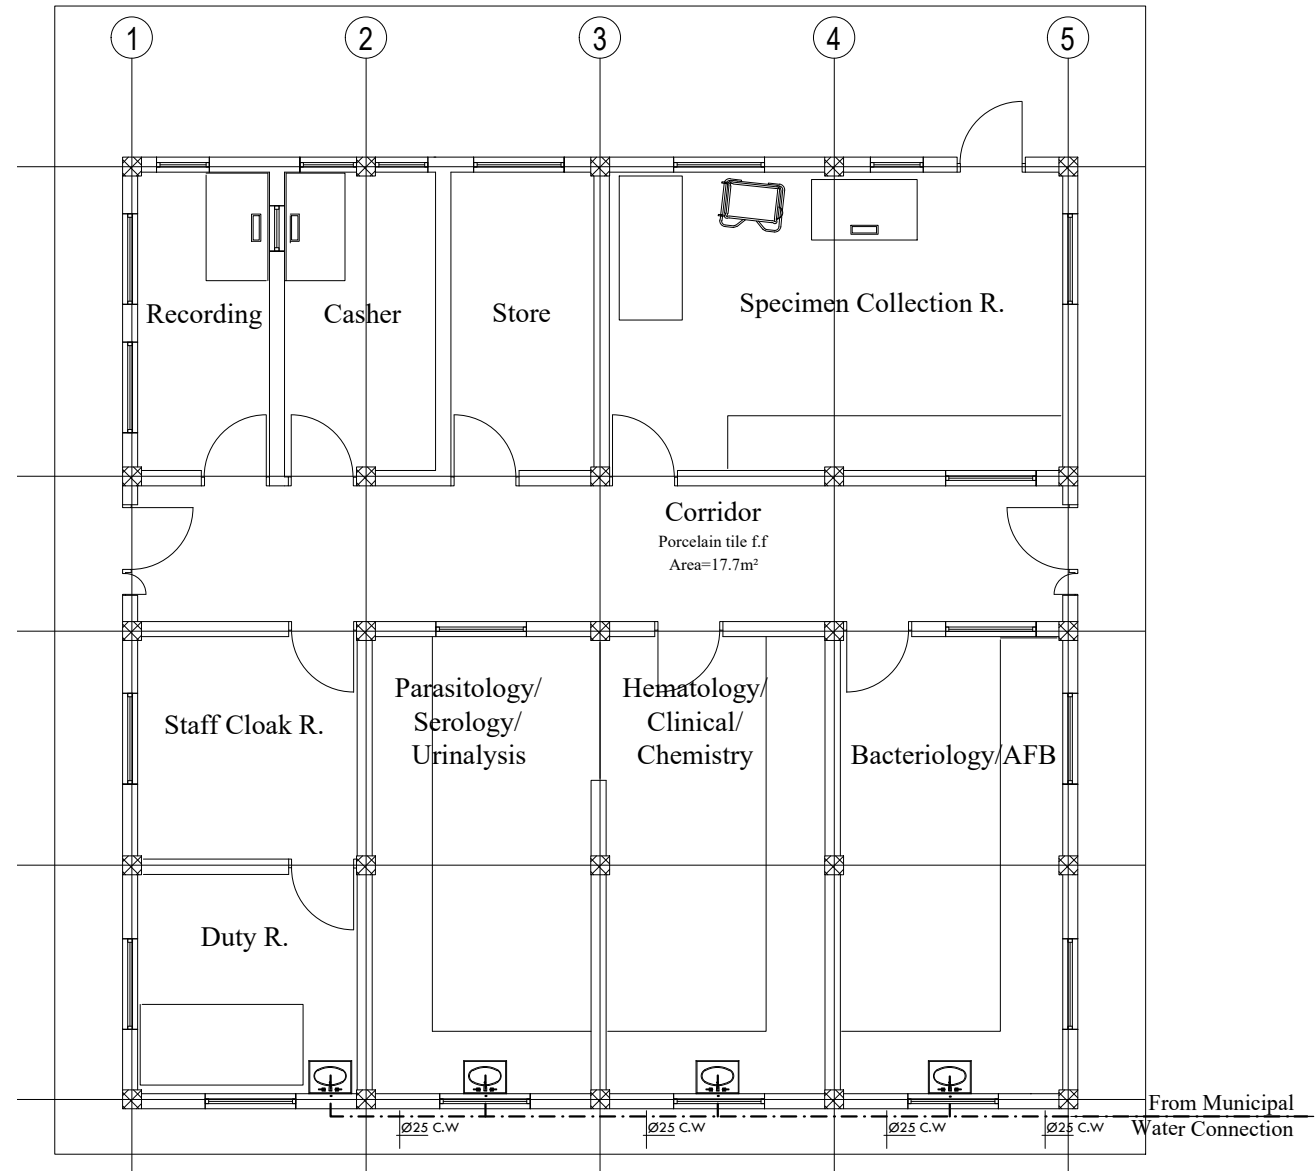 1 2 3 4 5
Recording Casher Store Specimen Collection R.
Corridor
Porcelain tile f.f
Area=17.7m²
Parasitology/
Serology/
Urinalysis
Hematology/
Clinical/
Chemistry
Staff Cloak R.
Bacteriology/AFB
Duty R.
From Municipal
Water Connection
Ø25 C.W Ø25 C.W Ø25 C.W Ø25 C.W